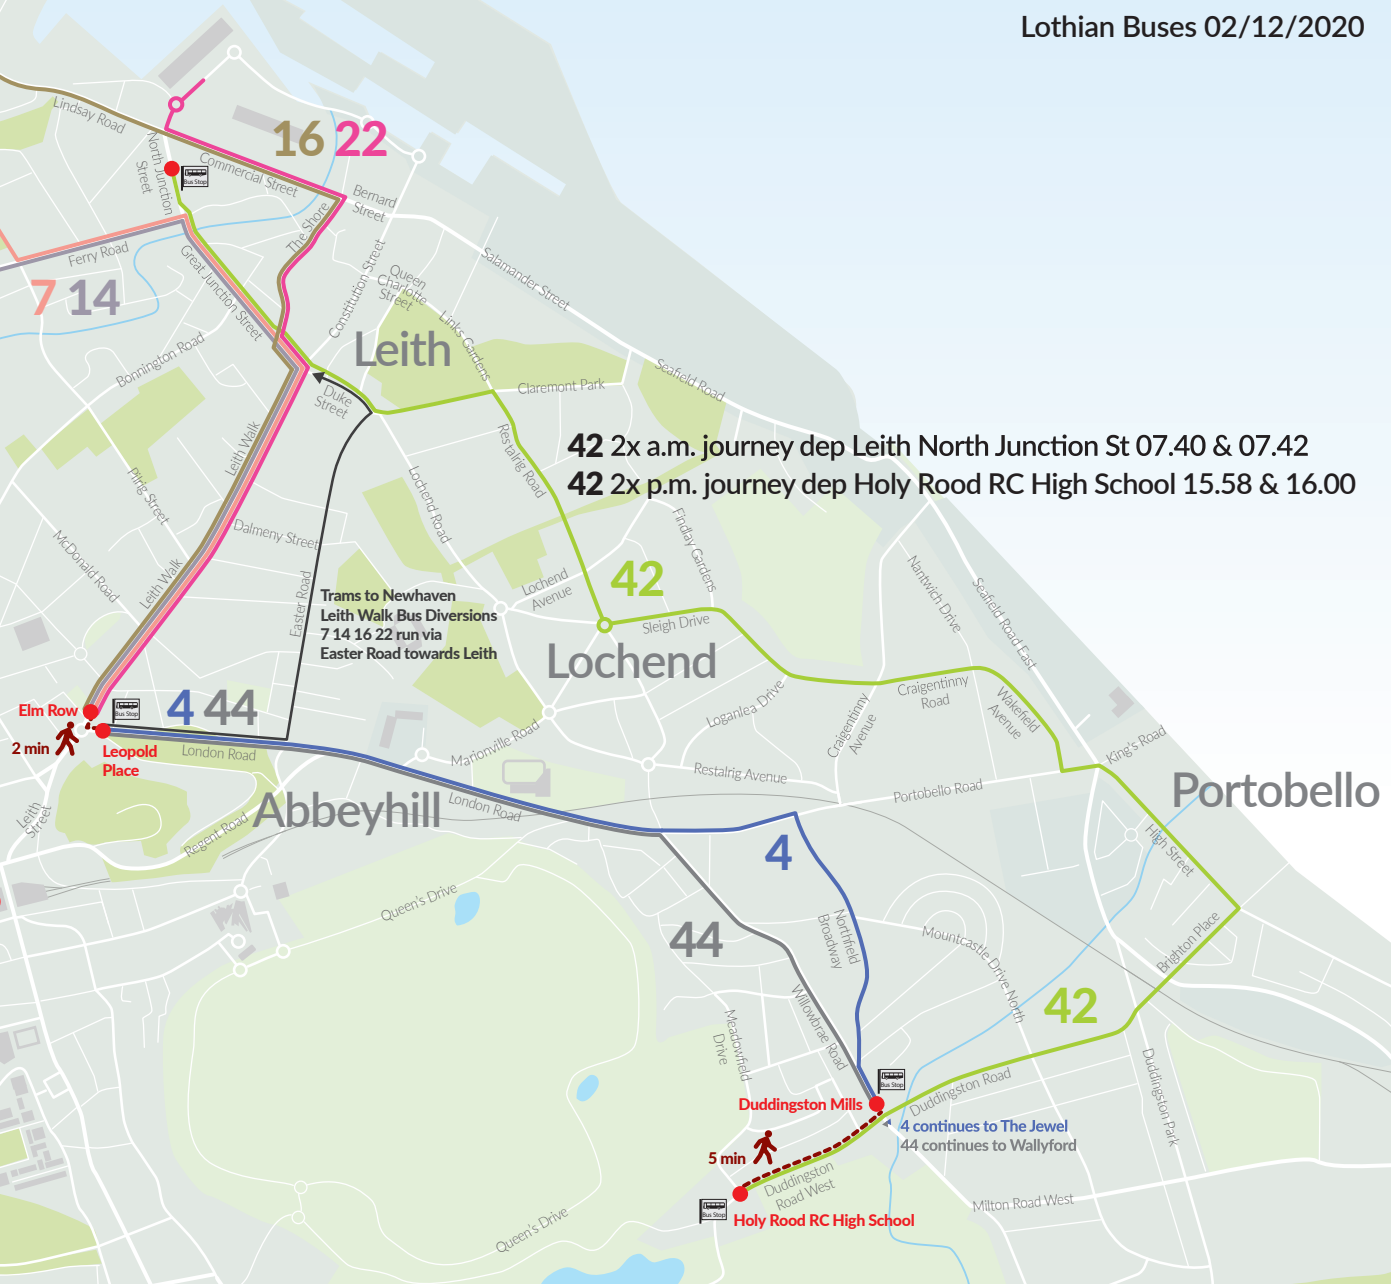 Lothian Buses 02/12/2020
Lindsay Road
North Junction
Street
16 22
Commercial Street
Bus Stop
Bernard
Street
The Shore
Ferry Road
Great Junction Street
7 14
Constitution Street
Queen
Charlotte
Street
Salamander Street
Links Gardens
Leith
Bonnington Road
Claremont Park
Seafield Road
Duke
Street
Leith Walk
Restalrig Road
42 2x a.m. journey dep Leith North Junction St 07.40 & 07.42
42 2x p.m. journey dep Holy Rood RC High School 15.58 & 16.00
Pilrig Street
Lochend Road
Dalmeny Street
McDonald Road
Leith Walk
Easter Road
Findlay Gardens
Nantwich Drive
Seafield Road East
Lochend
Avenue
42
Trams to Newhaven
Leith Walk Bus Diversions
7 14 16 22 run via
Easter Road towards Leith
Sleigh Drive
Lochend
Craigentinny
Road
Wakefield
Avenue
Loganlea Drive
Craigentinny
Avenue
Elm Row
Bus Stop
4 44
2 min
Leopold
Place
London Road
Marionville Road
King's Road
Restalrig Avenue
Portobello Road
Portobello
Leith
Street
Abbeyhill
London Road
Regent Road
4
High Street
Queen's Drive
44
Northfield
Broadway
Mountcastle Drive North
Brighton Place
Willowbrae Road
42
Meadowfield
Drive
Duddingston Park
Bus Stop
Duddingston Road
Duddingston Mills
4 continues to The Jewel
44 continues to Wallyford
5 min
Duddingston
Road West
Bus Stop
Milton Road West
Holy Rood RC High School
Queen's Drive